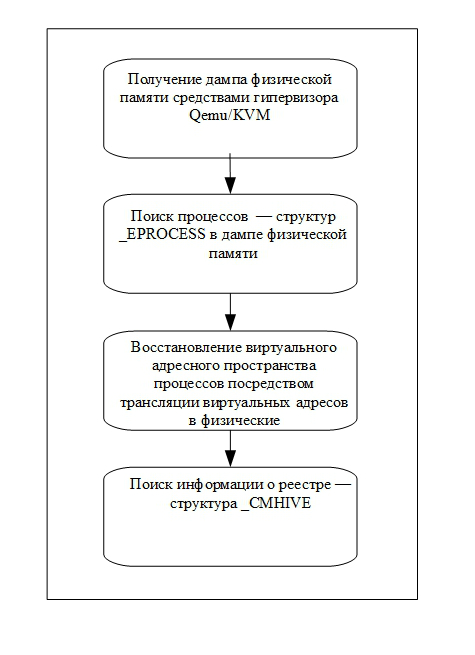 Получение дампа физической
памяти средствами гипервизора
Qemu/KVM
Поиск процессов — структур
_EPROCESS в дампе физической
памяти
Восстановление виртуального
адресного пространства
процессов посредством
трансляции виртуальных адресов
в физические
Поиск информации о реестре —
структура _CMHIVE